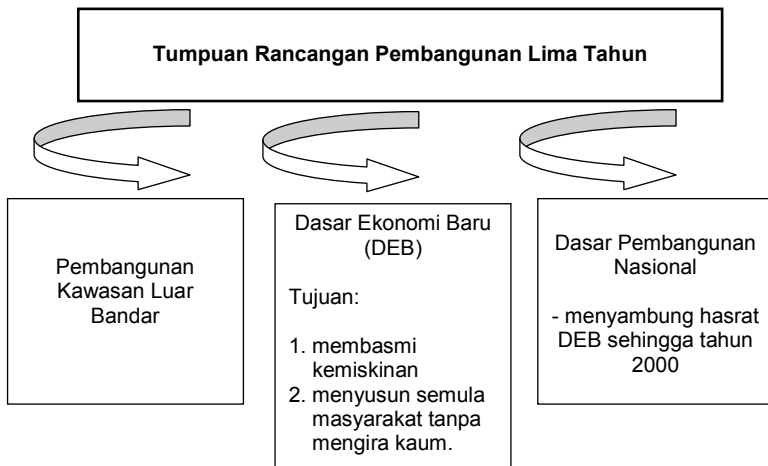 Tumpuan Rancangan Pembangunan Lima Tahun
Pembangunan
Kawasan Luar
Bandar
Dasar Ekonomi Baru
(DEB)
Tujuan:
1. membasmi
kemiskinan
2. menyusun semula
masyarakat tanpa
mengira kaum.
Dasar Pembangunan
Nasional
- menyambung hasrat
DEB sehingga tahun
2000